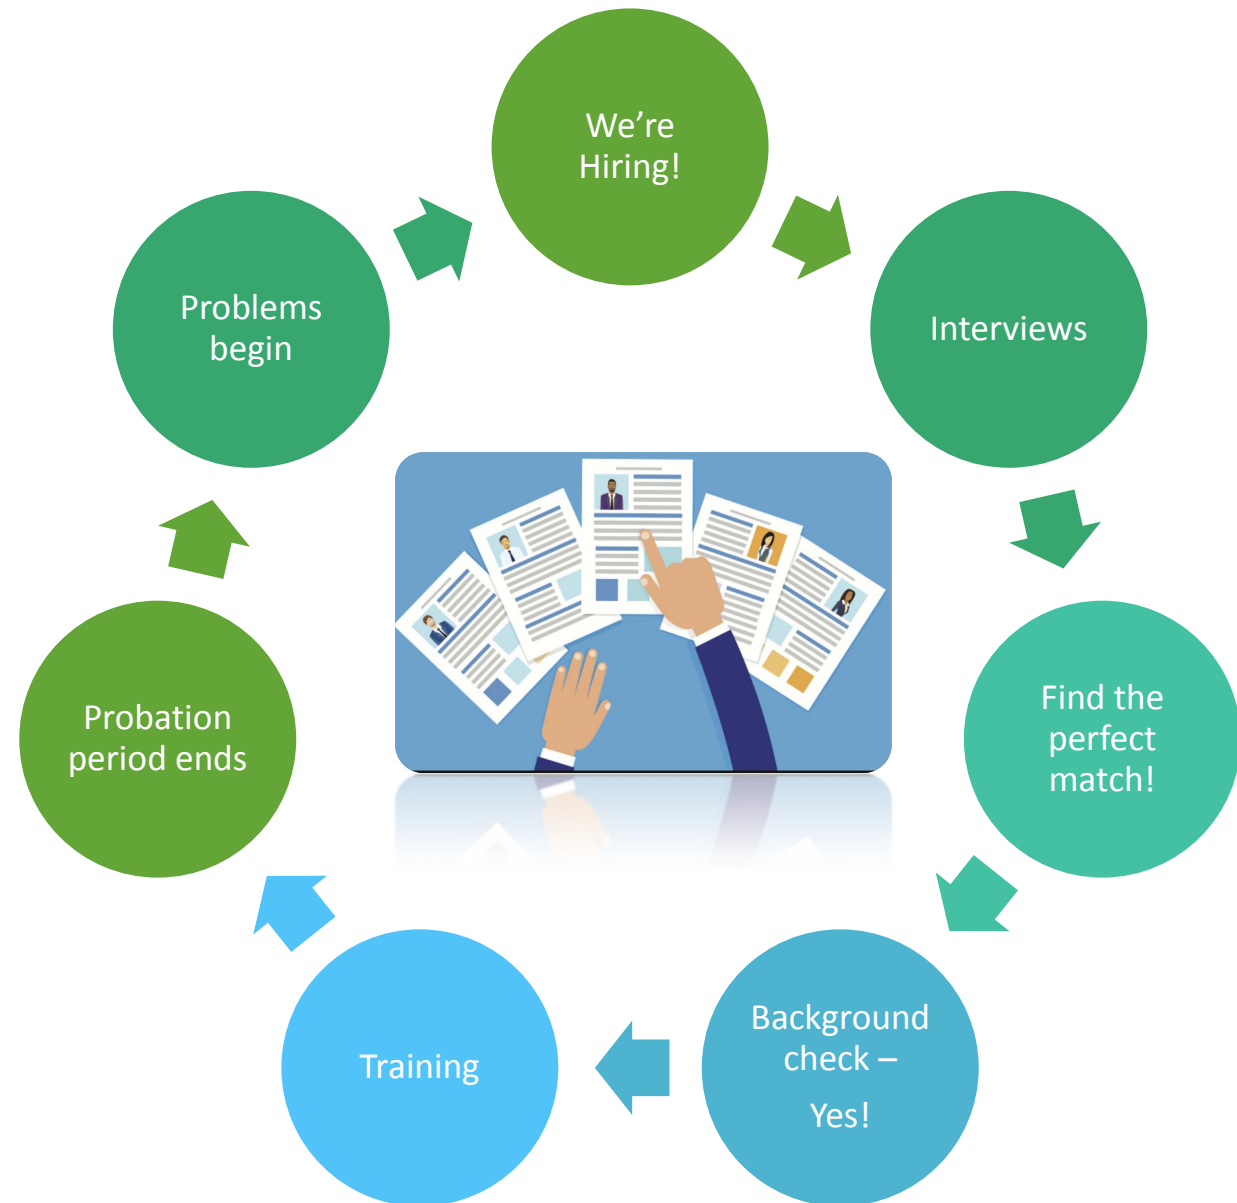 We're
Hiring!
Interviews
Find the
perfect
match!
Background
check –
Yes!
Training
Probation
period ends
Problems
begin